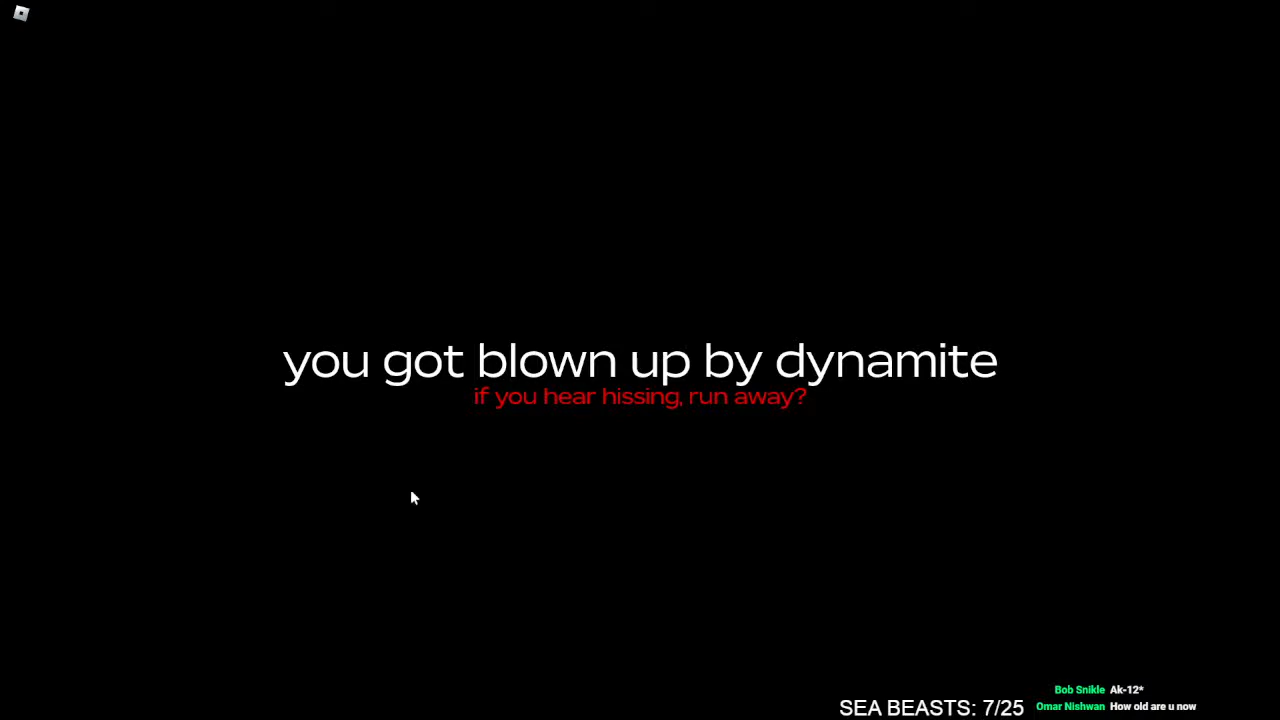 you got blown up by dynamite
if you hear hissing, run away?
Bob Snikle Ak-12*
SEA BEASTS: 7/25
Omar Nishwan How old are u now